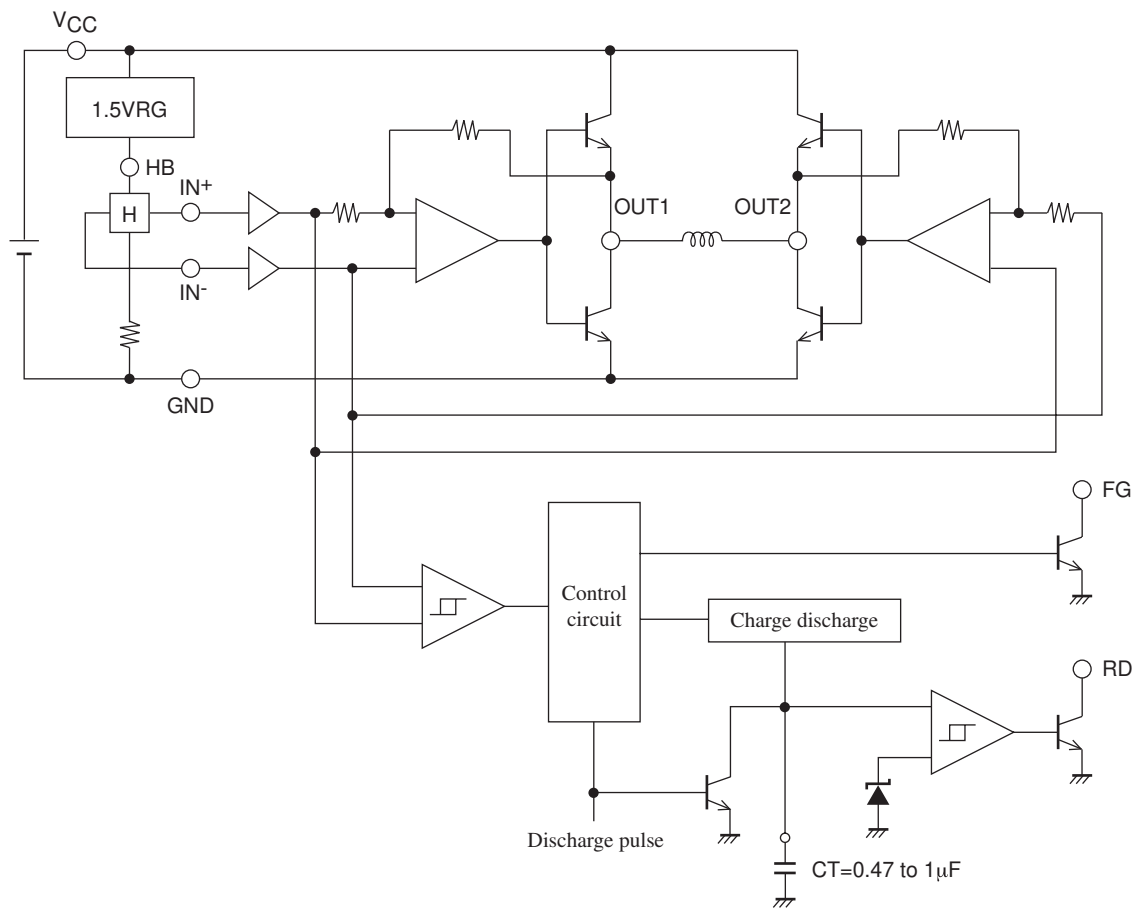 VCC
1.5VRG
HB
IN+
H
OUT1
OUT2
IN-
GND
FG
Control
circuit
Charge discharge
RD
Discharge pulse
CT=0.47 to 1μF